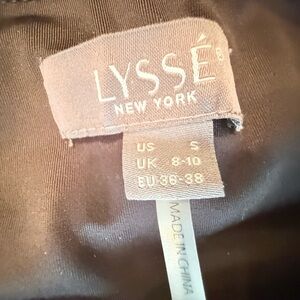 LYSSÉ
NEW YORK
US S
UK 8-10
EU 36-38
MADE IN CHINA